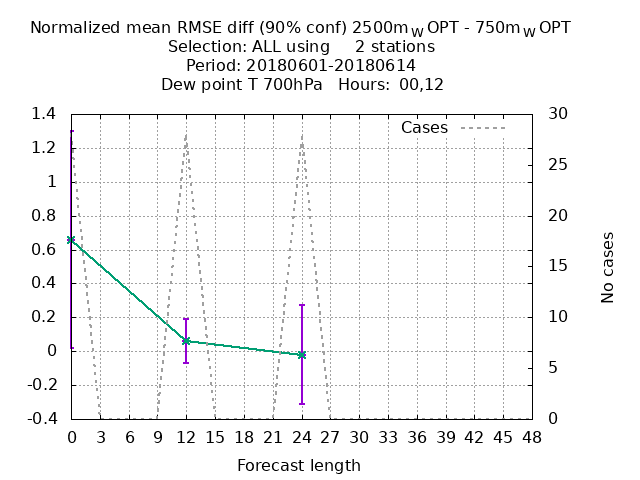 Normalized mean RMSE diff (90% conf) 2500m_W OPT - 750m_W OPT
Selection: ALL using 2 stations
Period: 20180601-20180614
Dew point T 700hPa Hours: 00,12
Cases
1.4
1.2
1
0.8
0.6
0.4
0.2
0
-0.2
-0.4
30
25
20
15
10
5
0
No cases
0 3 6 9 12 15 18 21 24 27 30 33 36 39 42 45 48
Forecast length